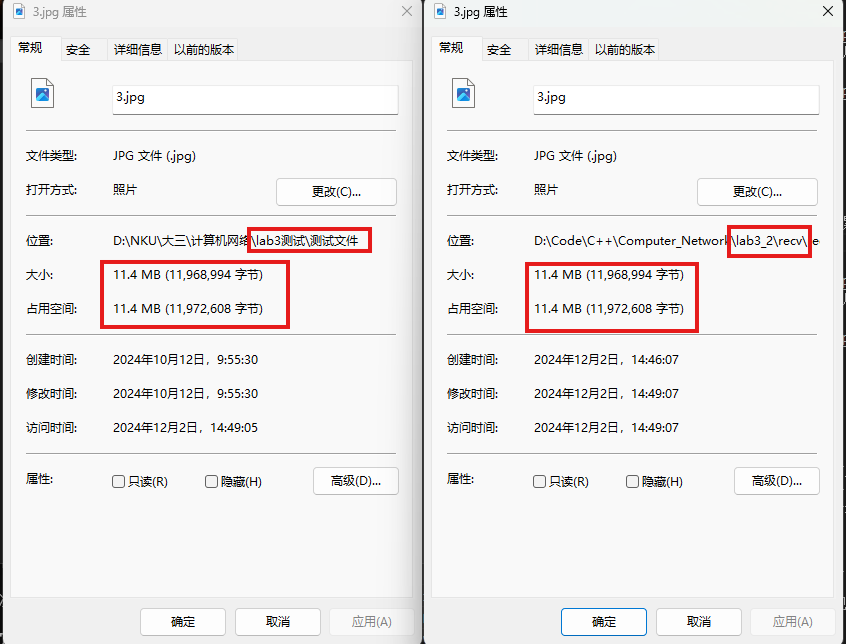 3.jpg 属性
常规 安全 详细信息 以前的版本
3.jpg
文件类型: JPG 文件 (.jpg)
打开方式: 照片 更改(C)...
位置: D:\NKU\大三\计算机网络\lab3测试\测试文件
大小: 11.4 MB (11,968,994 字节)
占用空间: 11.4 MB (11,972,608 字节)
创建时间: 2024年10月12日，9:55:30
修改时间: 2024年10月12日，9:55:30
访问时间: 2024年12月2日，14:49:05
属性: 只读(R) 隐藏(H) 高级(D)...
确定 取消 应用(A)
3.jpg 属性
常规 安全 详细信息 以前的版本
3.jpg
文件类型: JPG 文件 (.jpg)
打开方式: 照片 更改(C)...
位置: D:\Code\C++\Computer_Network\lab3_2\recv\
大小: 11.4 MB (11,968,994 字节)
占用空间: 11.4 MB (11,972,608 字节)
创建时间: 2024年12月2日，14:46:07
修改时间: 2024年12月2日，14:49:07
访问时间: 2024年12月2日，14:49:07
属性: 只读(R) 隐藏(H) 高级(D)...
确定 取消 应用(A)